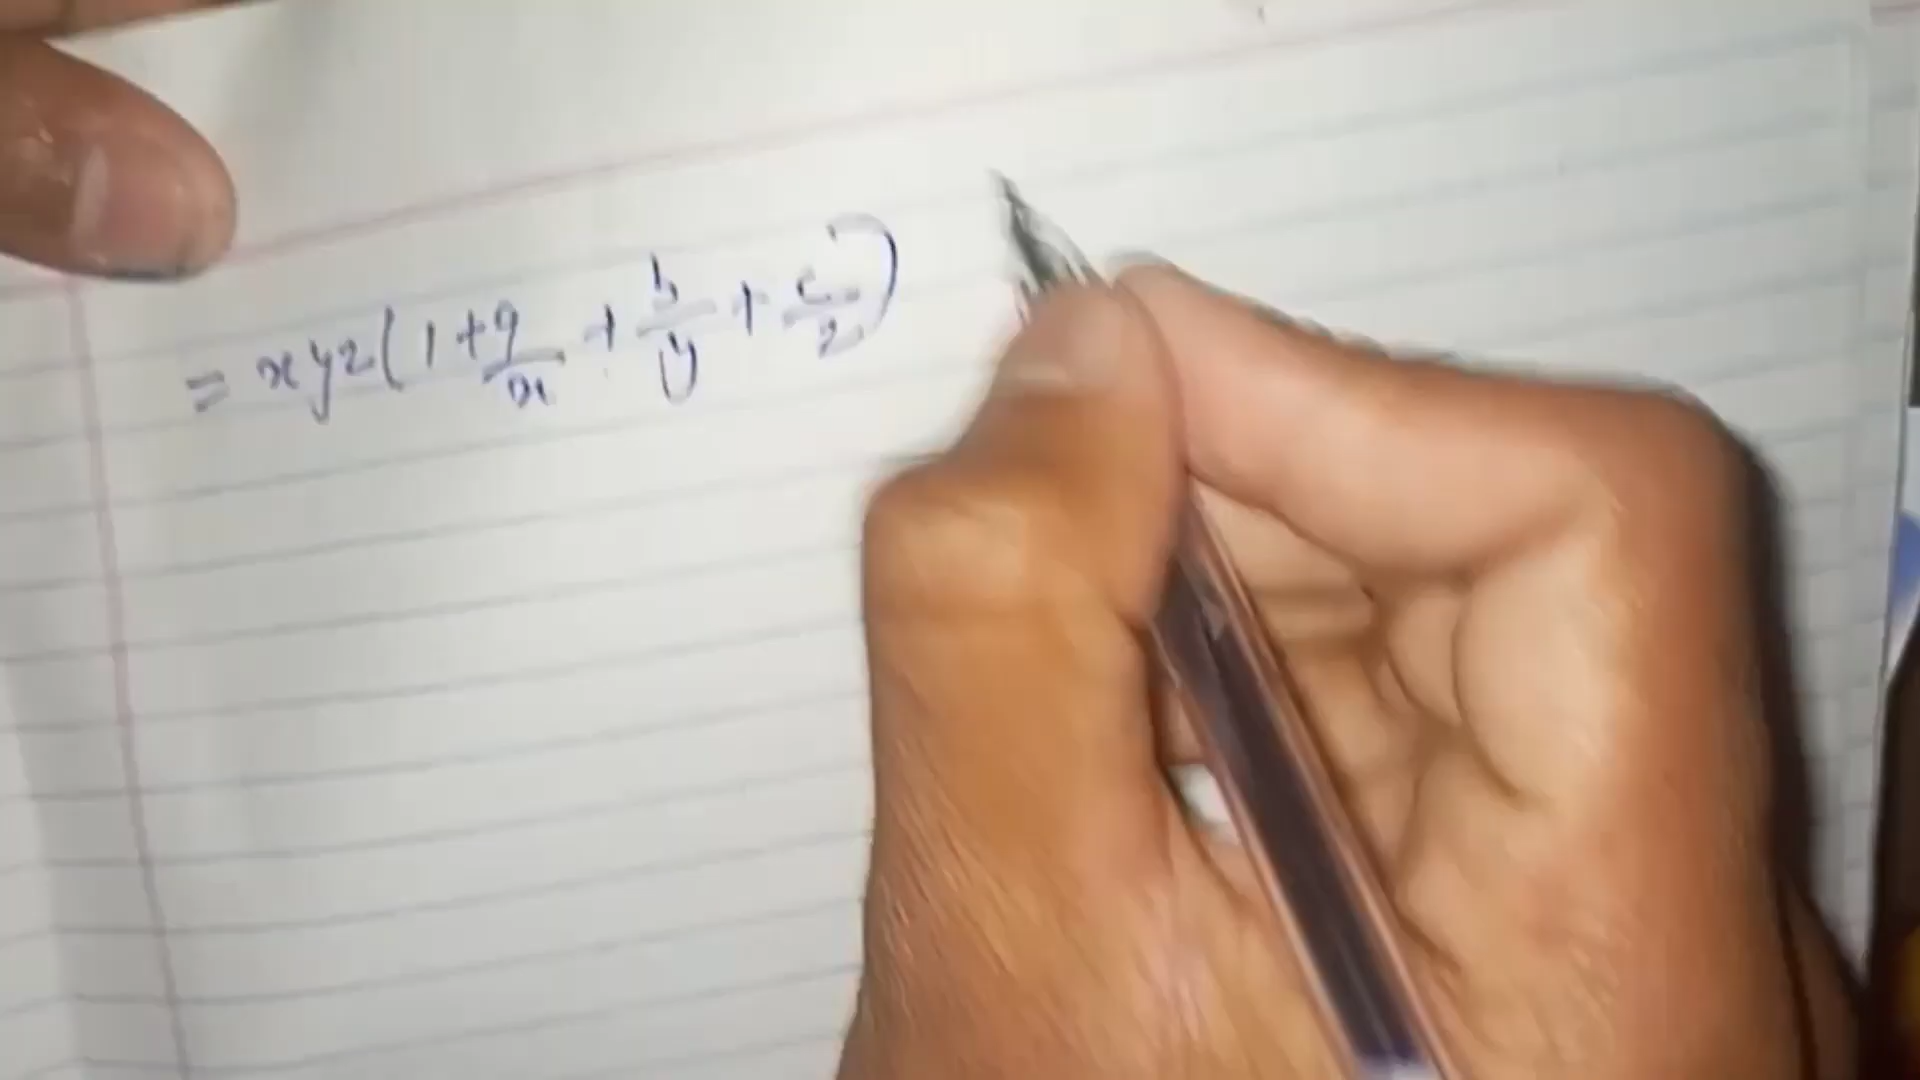 = xyz(1 + a/x + b/y + c/z)